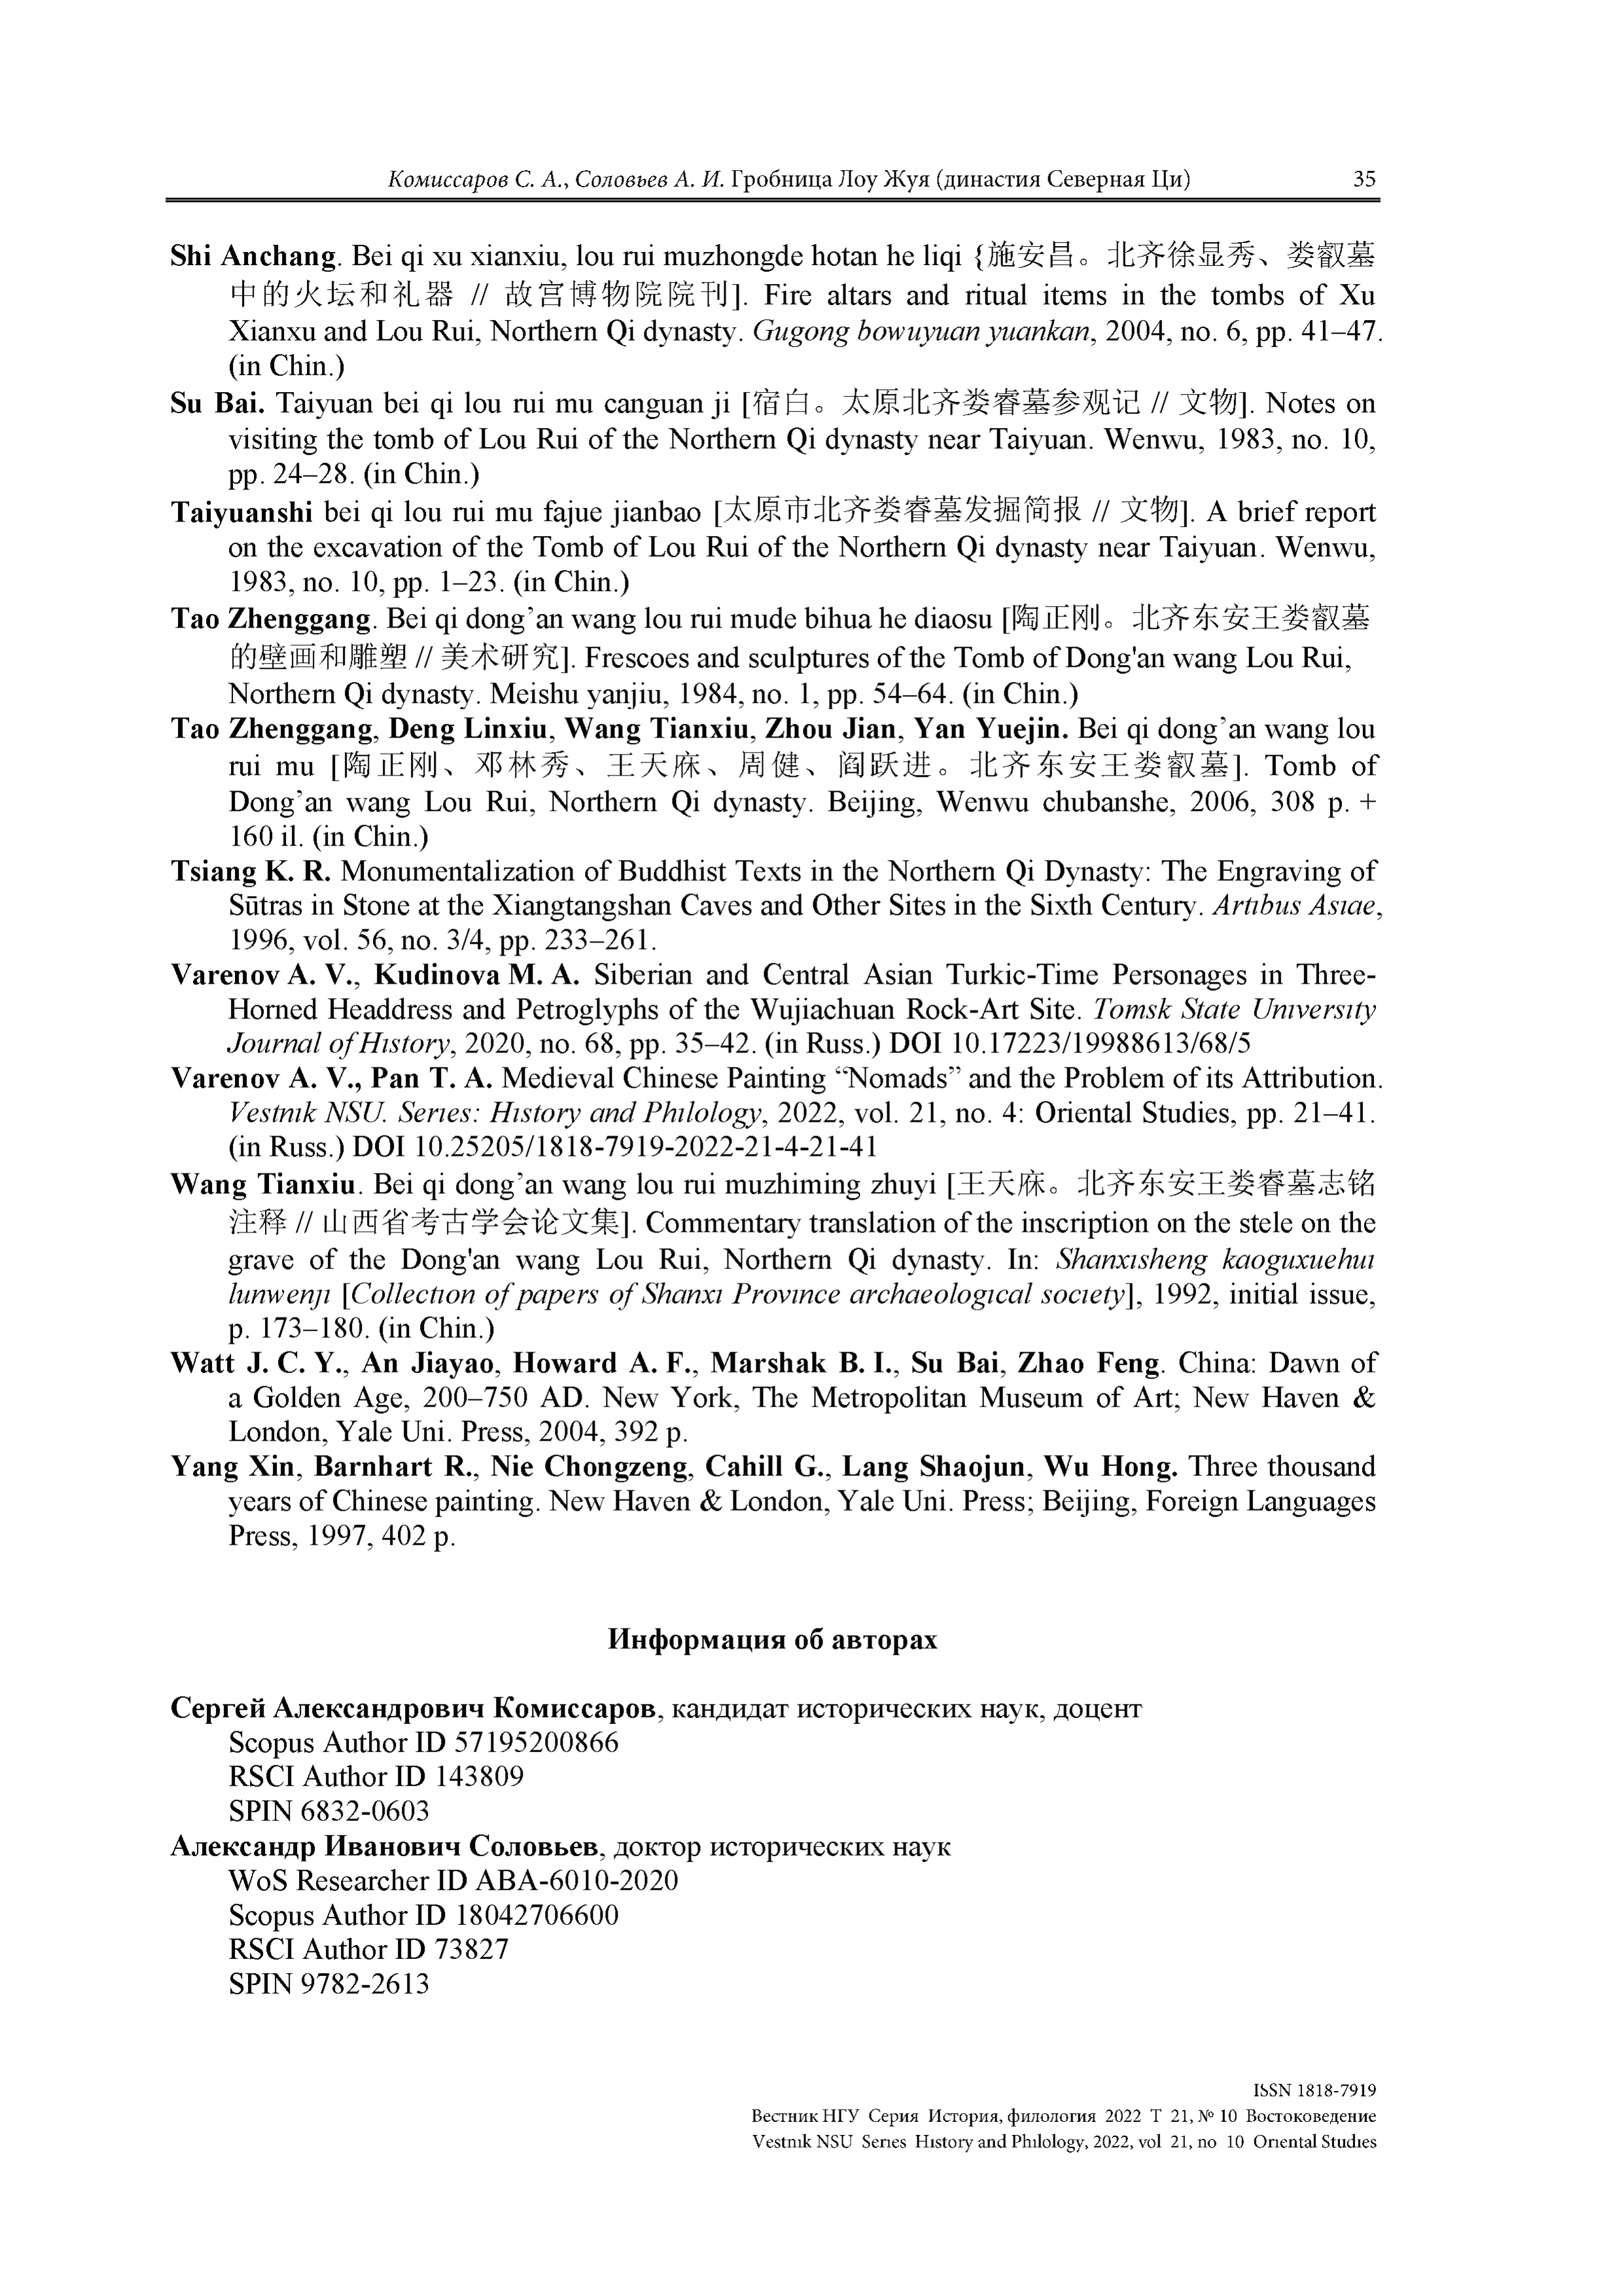 Комиссаров С. А., Соловьев А. И. Гробница Лоу Жуя (династия Северная Ци) 35
Shi Anchang. Bei qi xu xianxiu, lou rui muzhongde hotan he liqi {施安昌。北齐徐显秀、娄叡墓
中的火坛和礼器 // 故宫博物院院刊]. Fire altars and ritual items in the tombs of Xu
Xianxu and Lou Rui, Northern Qi dynasty. Gugong bowuyuan yuankan, 2004, no. 6, pp. 41–47.
(in Chin.)
Su Bai. Taiyuan bei qi lou rui mu canguan ji [宿白。太原北齐娄睿墓参观记 // 文物]. Notes on
visiting the tomb of Lou Rui of the Northern Qi dynasty near Taiyuan. Wenwu, 1983, no. 10,
pp. 24–28. (in Chin.)
Taiyuanshi bei qi lou rui mu fajue jianbao [太原市北齐娄睿墓发掘简报 // 文物]. A brief report
on the excavation of the Tomb of Lou Rui of the Northern Qi dynasty near Taiyuan. Wenwu,
1983, no. 10, pp. 1–23. (in Chin.)
Tao Zhenggang. Bei qi dong’an wang lou rui mude bihua he diaosu [陶正刚。北齐东安王娄叡墓
的壁画和雕塑 // 美术研究]. Frescoes and sculptures of the Tomb of Dong'an wang Lou Rui,
Northern Qi dynasty. Meishu yanjiu, 1984, no. 1, pp. 54–64. (in Chin.)
Tao Zhenggang, Deng Linxiu, Wang Tianxiu, Zhou Jian, Yan Yuejin. Bei qi dong’an wang lou
rui mu [陶正刚、邓林秀、王天庥、周健、阎跃进。北齐东安王娄叡墓]. Tomb of
Dong’an wang Lou Rui, Northern Qi dynasty. Beijing, Wenwu chubanshe, 2006, 308 p. +
160 il. (in Chin.)
Tsiang K. R. Monumentalization of Buddhist Texts in the Northern Qi Dynasty: The Engraving of
Sūtras in Stone at the Xiangtangshan Caves and Other Sites in the Sixth Century. Artibus Asiae,
1996, vol. 56, no. 3/4, pp. 233–261.
Varenov A. V., Kudinova M. A. Siberian and Central Asian Turkic-Time Personages in Three-
Horned Headdress and Petroglyphs of the Wujiachuan Rock-Art Site. Tomsk State University
Journal of History, 2020, no. 68, pp. 35–42. (in Russ.) DOI 10.17223/19988613/68/5
Varenov A. V., Pan T. A. Medieval Chinese Painting “Nomads” and the Problem of its Attribution.
Vestnik NSU. Series: History and Philology, 2022, vol. 21, no. 4: Oriental Studies, pp. 21–41.
(in Russ.) DOI 10.25205/1818-7919-2022-21-4-21-41
Wang Tianxiu. Bei qi dong’an wang lou rui muzhiming zhuyi [王天庥。北齐东安王娄睿墓志铭
注释 // 山西省考古学会论文集]. Commentary translation of the inscription on the stele on the
grave of the Dong'an wang Lou Rui, Northern Qi dynasty. In: Shanxisheng kaoguxuehui
lunwenji [Collection of papers of Shanxi Province archaeological society], 1992, initial issue,
p. 173–180. (in Chin.)
Watt J. C. Y., An Jiayao, Howard A. F., Marshak B. I., Su Bai, Zhao Feng. China: Dawn of
a Golden Age, 200–750 AD. New York, The Metropolitan Museum of Art; New Haven &
London, Yale Uni. Press, 2004, 392 p.
Yang Xin, Barnhart R., Nie Chongzeng, Cahill G., Lang Shaojun, Wu Hong. Three thousand
years of Chinese painting. New Haven & London, Yale Uni. Press; Beijing, Foreign Languages
Press, 1997, 402 p.
Информация об авторах
Сергей Александрович Комиссаров, кандидат исторических наук, доцент
Scopus Author ID 57195200866
RSCI Author ID 143809
SPIN 6832-0603
Александр Иванович Соловьев, доктор исторических наук
WoS Researcher ID ABA-6010-2020
Scopus Author ID 18042706600
RSCI Author ID 73827
SPIN 9782-2613
ISSN 1818-7919
Вестник НГУ Серия История, филология 2022 Т 21, № 10 Востоковедение
Vestnik NSU Series History and Philology, 2022, vol 21, no 10 Oriental Studies